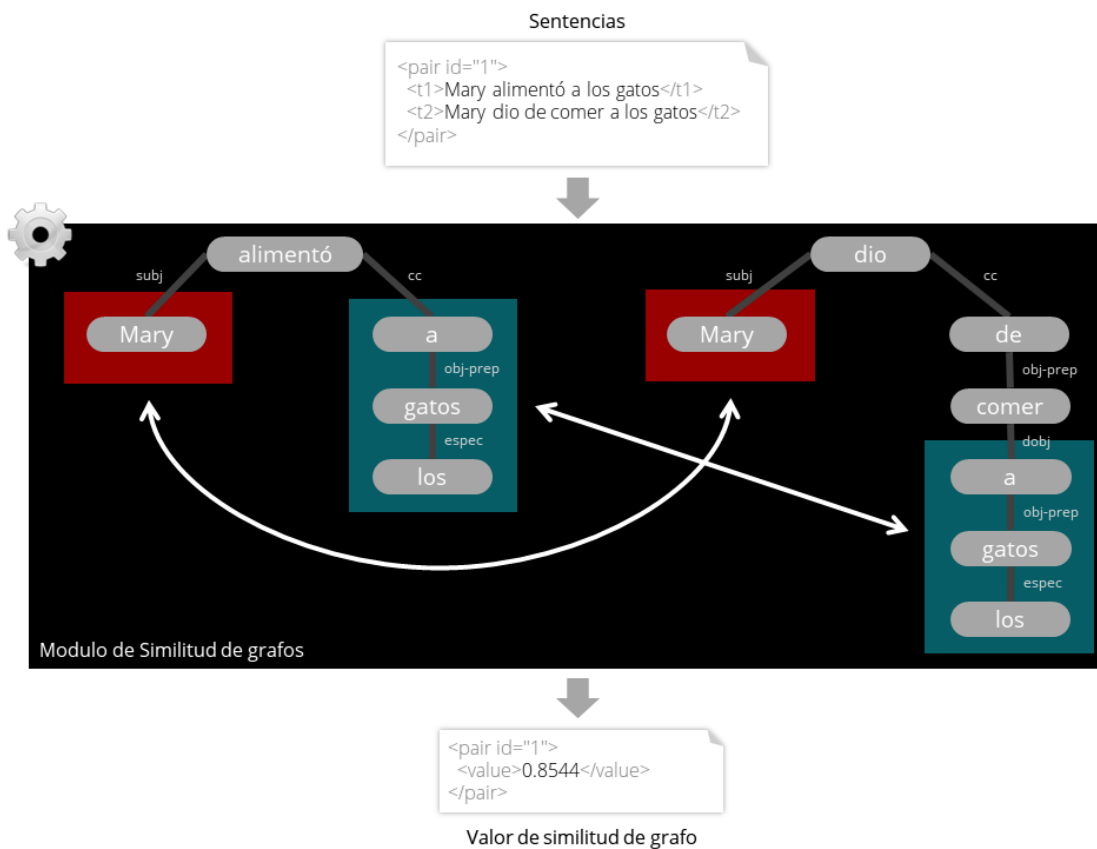 Sentencias
<pair id="1">
<t1>Mary alimentó a los gatos</t1>
<t2>Mary dio de comer a los gatos</t2>
</pair>
alimentó
subj
cc
Mary
a
obj-prep
gatos
espec
los
dio
subj
cc
Mary
de
obj-prep
comer
dobj
a
obj-prep
gatos
espec
los
Modulo de Similitud de grafos
<pair id="1">
<value>0.8544</value>
</pair>
Valor de similitud de grafo